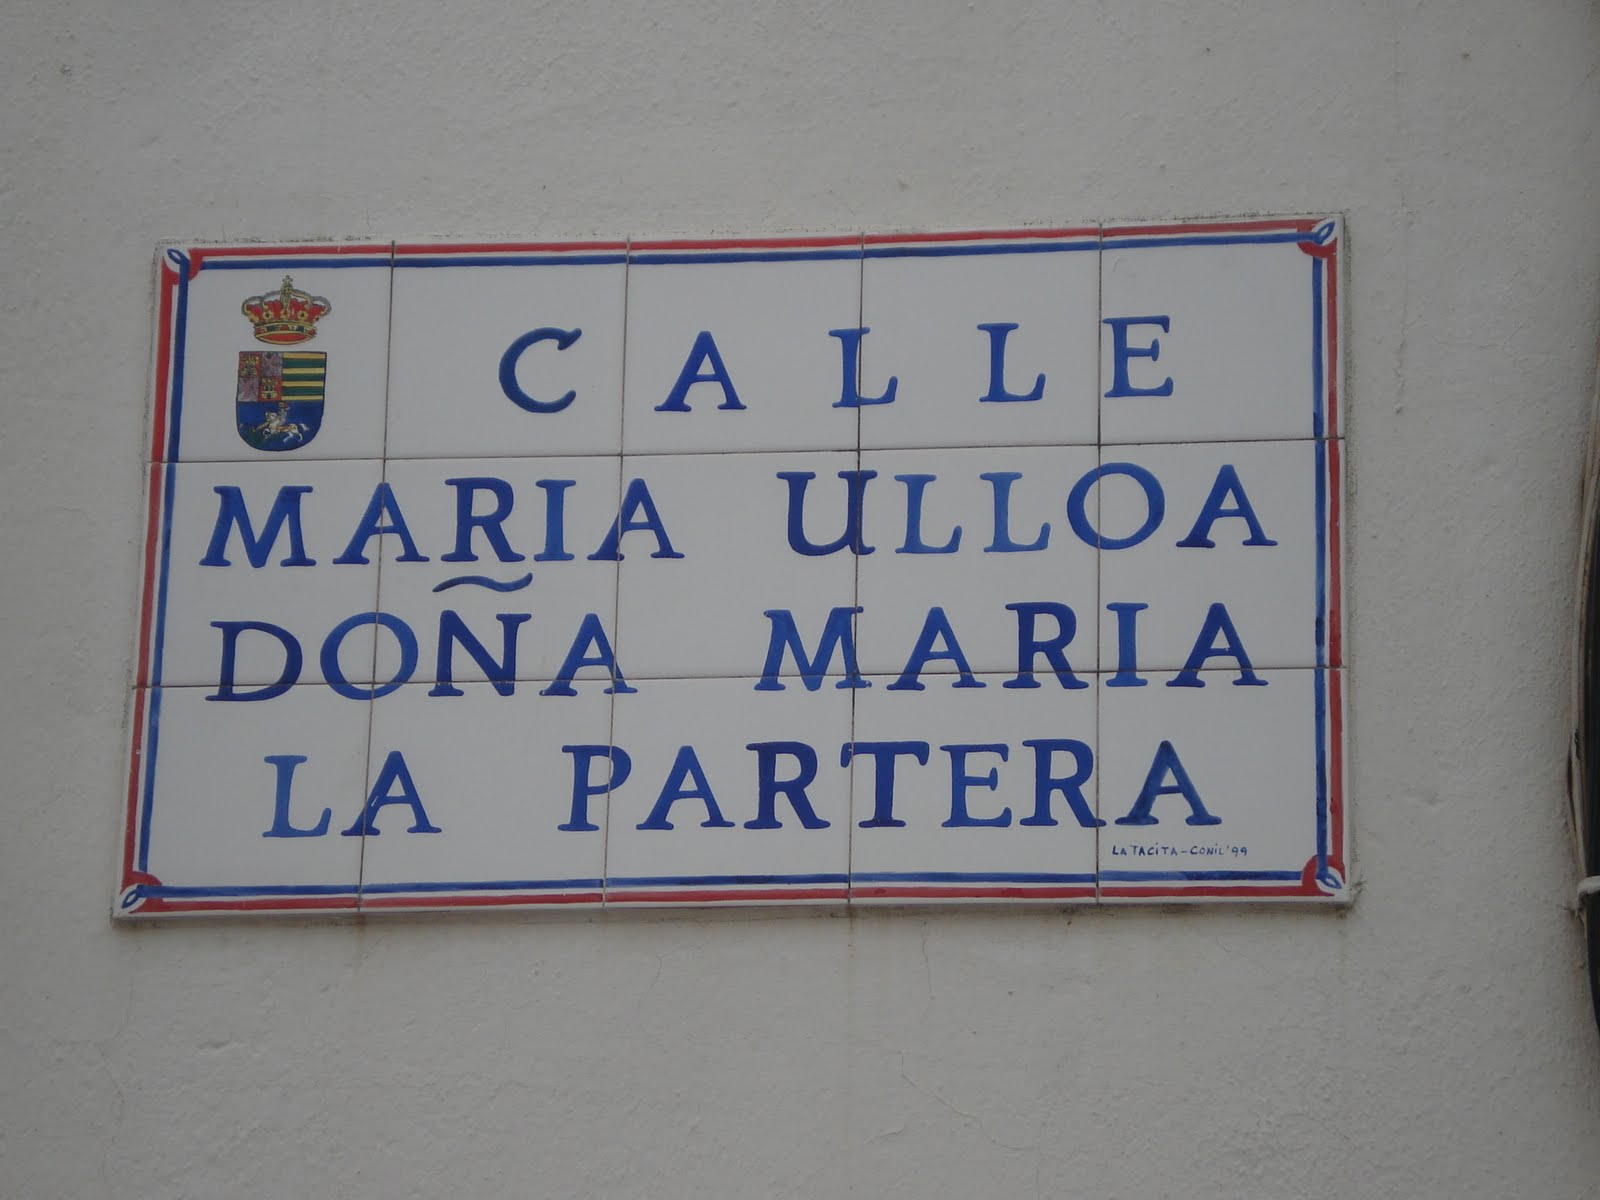 CALLE
MARIA ULLOA
DOÑA MARIA
LA PARTERA
LA TACITA-CONIL'99